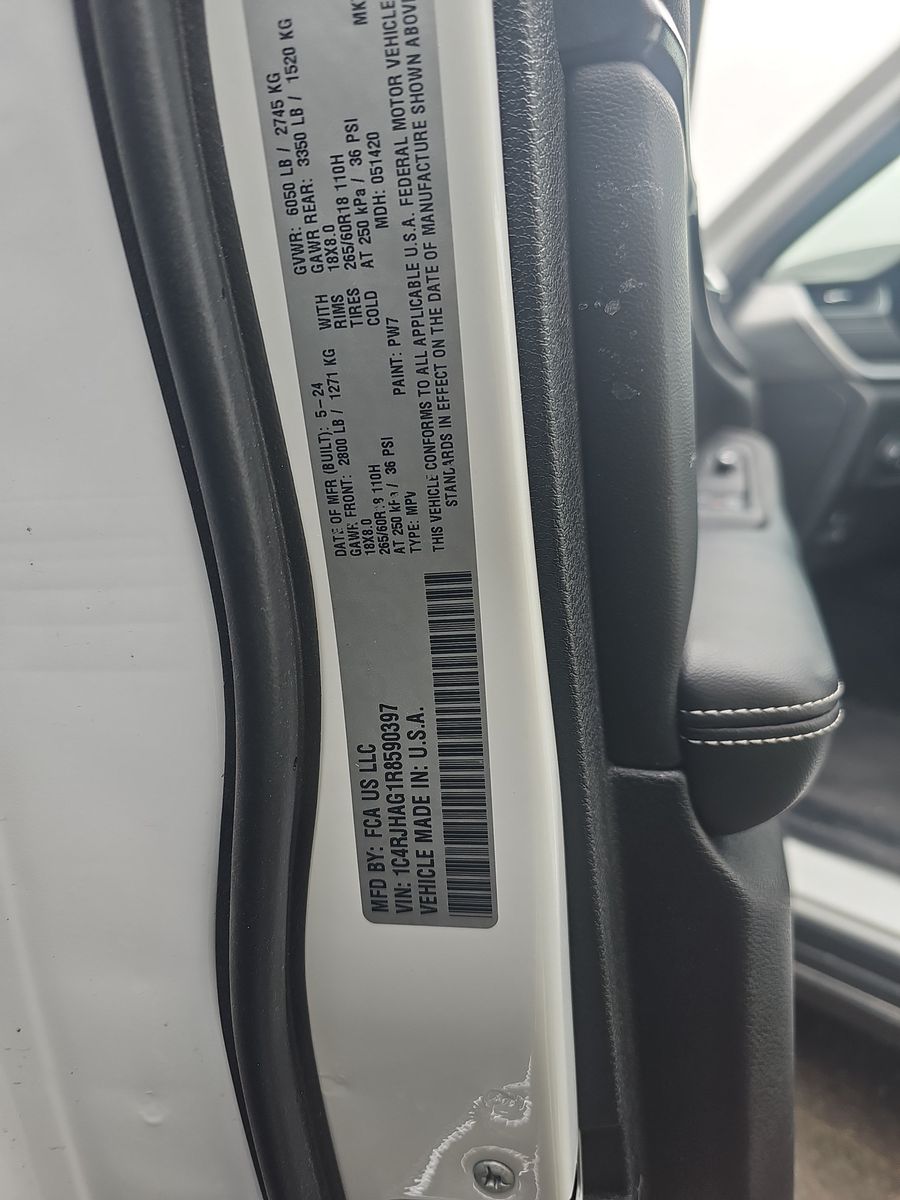 MFD BY: FCA US LLC
VIN: 1C4RJHAG1R8590397
VEHICLE MADE IN: U.S.A.
DATE OF MFR (BUILT): 5-24
GVWR: 6050 LB / 2745 KG
GAWR FRONT: 2800 LB / 1271 KG
WITH
GAWR REAR: 3350 LB / 1520 KG
18X8.0
RIMS
18X8.0
265/60R18 110H
TIRES
265/60R18 110H
AT 250 kPa / 36 PSI
COLD
AT 250 kPa / 36 PSI
TYPE: MPV
PAINT: PW7
MDH: 051420
MK
THIS VEHICLE CONFORMS TO ALL APPLICABLE U.S.A. FEDERAL MOTOR VEHICLE
STANDARDS IN EFFECT ON THE DATE OF MANUFACTURE SHOWN ABOVE